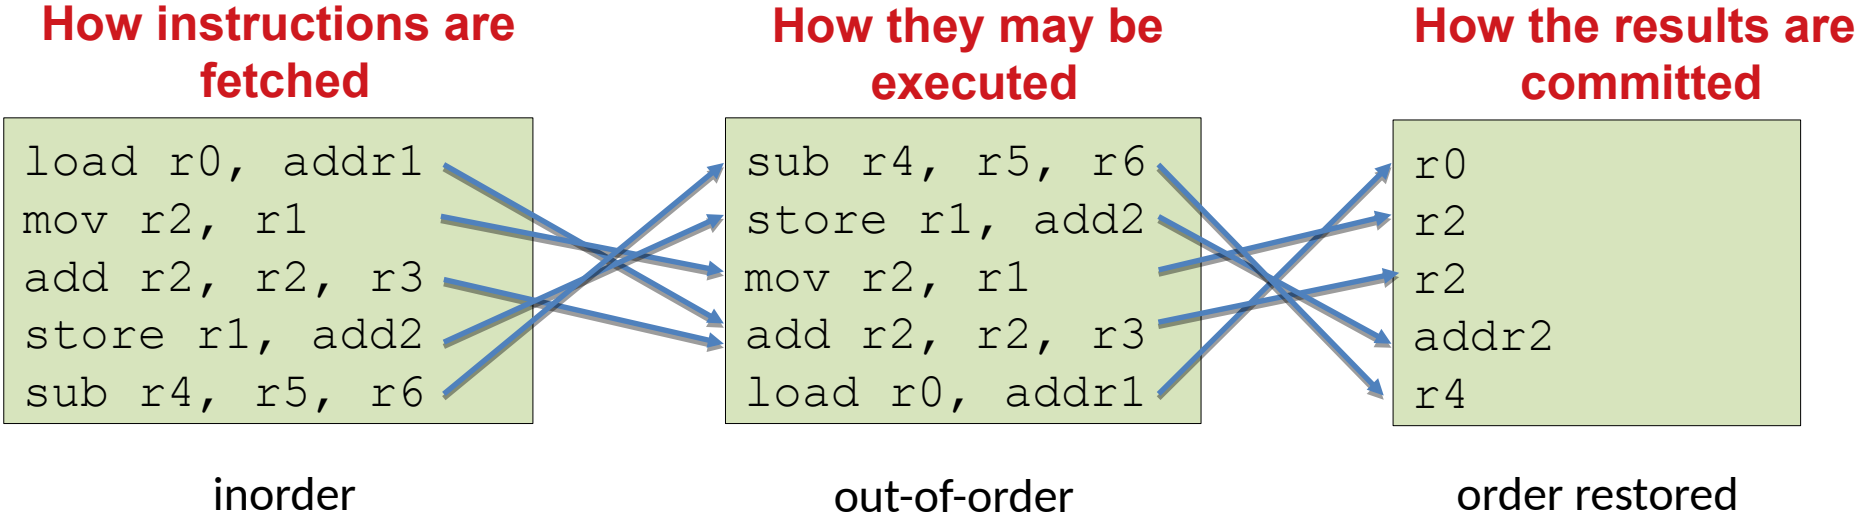 How instructions are
fetched
load r0, addr1
mov r2, r1
add r2, r2, r3
store r1, add2
sub r4, r5, r6
inorder
How they may be
executed
sub r4, r5, r6
store r1, add2
mov r2, r1
add r2, r2, r3
load r0, addr1
out-of-order
How the results are
committed
r0
r2
r2
addr2
r4
order restored